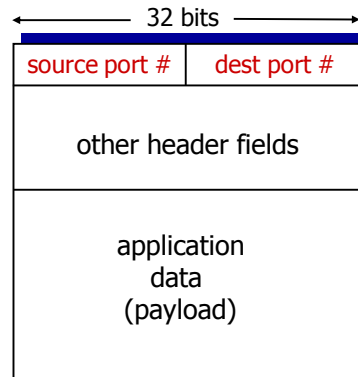 32 bits
source port # dest port #
other header fields
application
data
(payload)